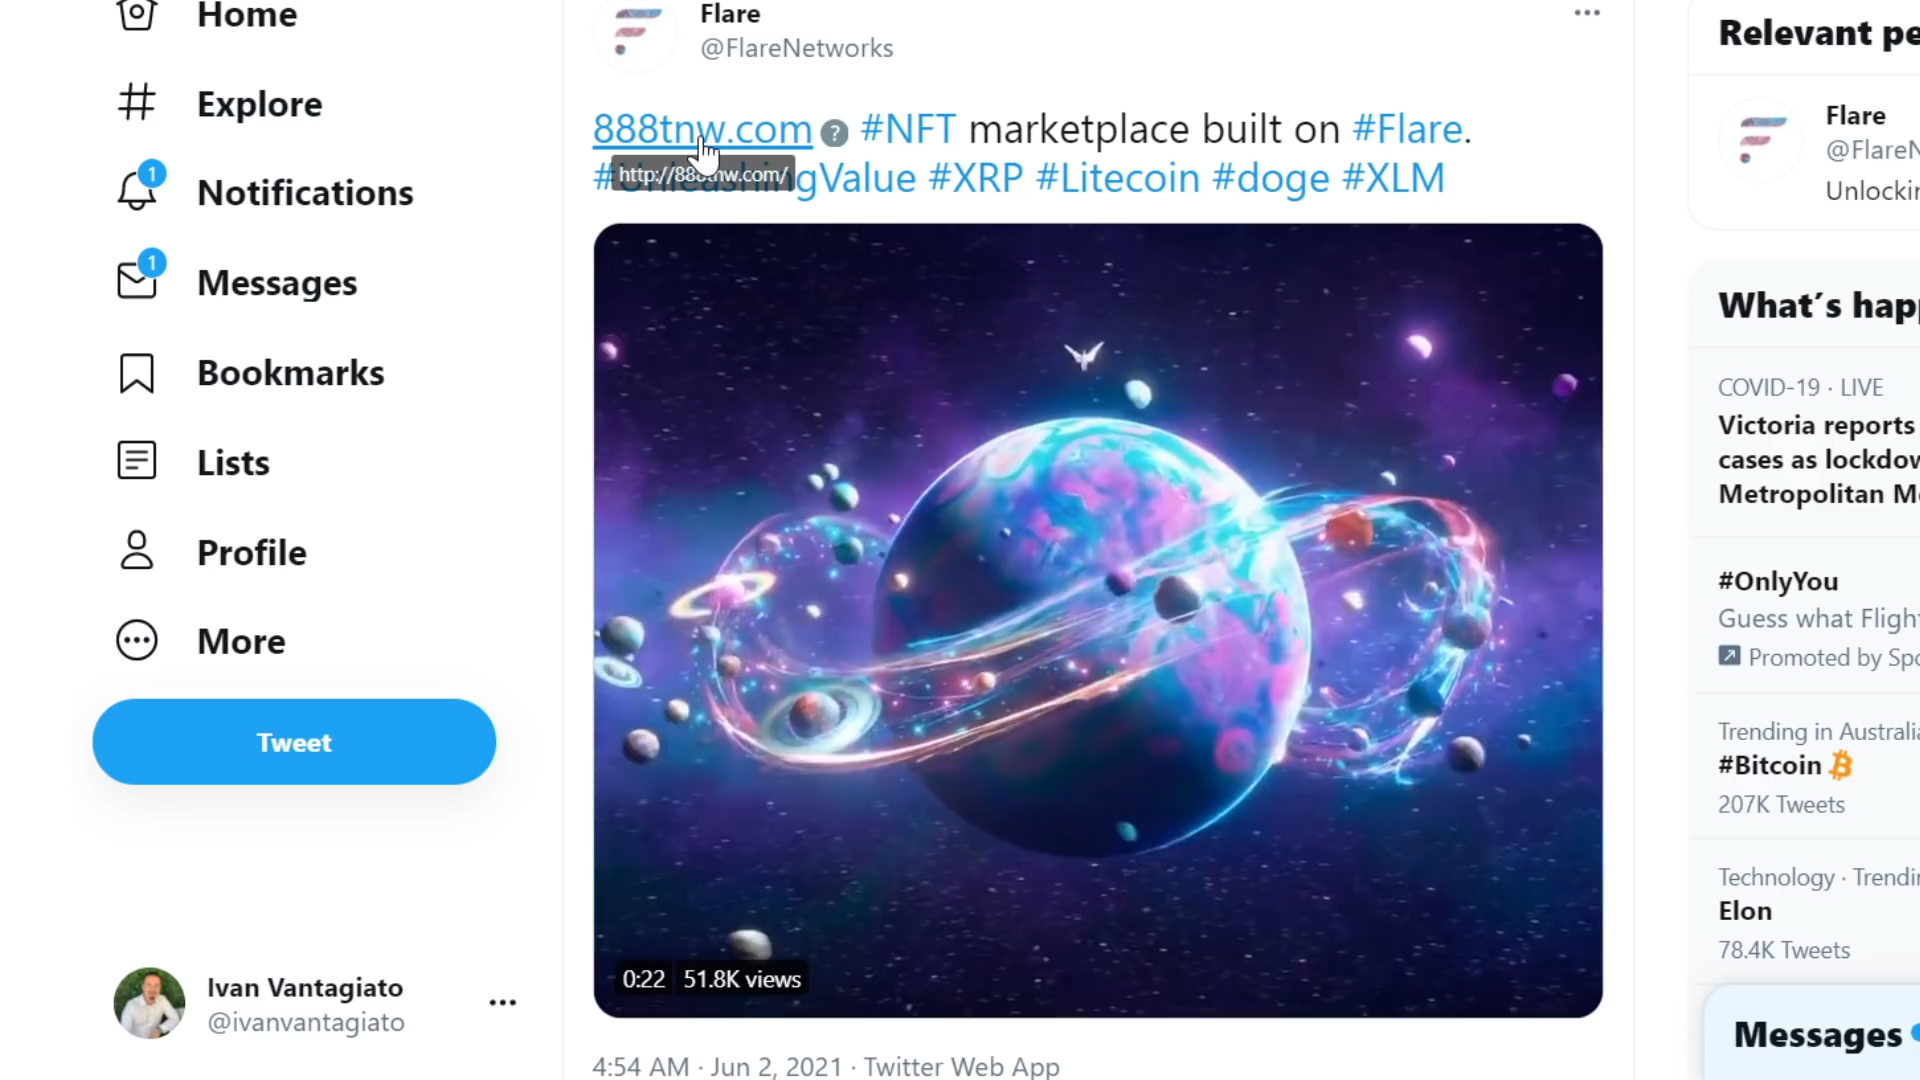 Home
Explore
1
Notifications
1
Messages
Bookmarks
Lists
Profile
More
Tweet
Ivan Vantagiato
@ivanvantagiato
Flare
@FlareNetworks
888tnw.com ? #NFT marketplace built on #Flare.
#UnleashingValue #XRP #Litecoin #doge #XLM
http://888tnw.com/
0:22 51.8K views
4:54 AM · Jun 2, 2021 · Twitter Web App
Relevant pe
Flare
@FlareN
Unlockin
What's hap
COVID-19 · LIVE
Victoria reports
cases as lockdow
Metropolitan M
#OnlyYou
Guess what Flight
Promoted by Spo
Trending in Australia
#Bitcoin
207K Tweets
Technology · Trendin
Elon
78.4K Tweets
Messages